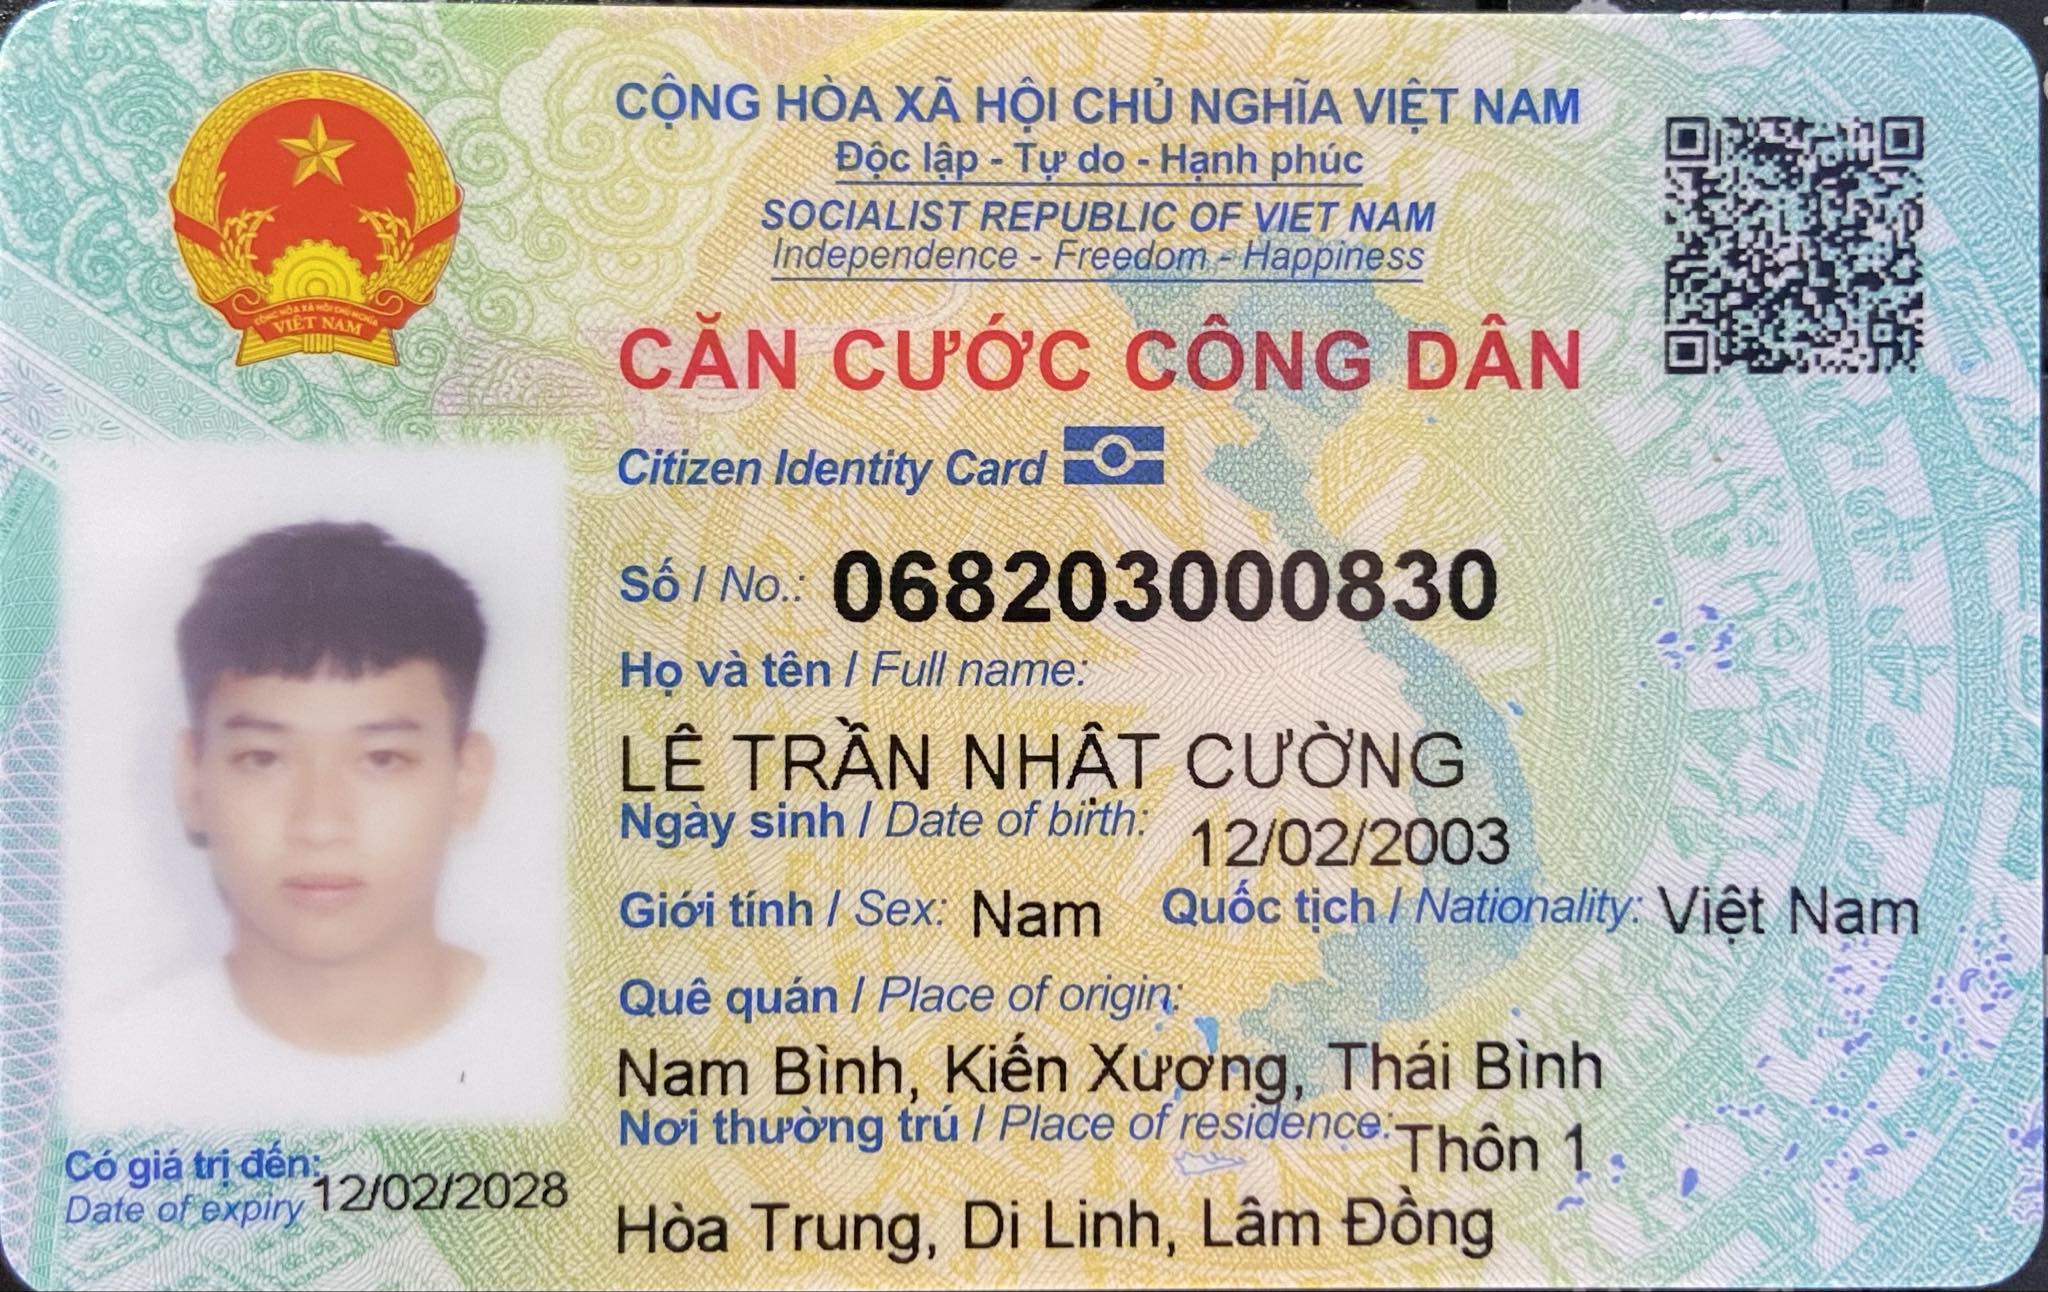 CỘNG HÒA XÃ HỘI CHỦ NGHĨA VIỆT NAM
Độc lập - Tự do - Hạnh phúc
SOCIALIST REPUBLIC OF VIET NAM
Independence - Freedom - Happiness
CỘNG HÒA XÃ HỘI CHỦ NGHĨA
VIỆT NAM
CĂN CƯỚC CÔNG DÂN
Citizen Identity Card
Số / No.: 068203000830
Họ và tên / Full name:
LÊ TRẦN NHẬT CƯỜNG
Ngày sinh / Date of birth: 12/02/2003
Giới tính / Sex: Nam Quốc tịch / Nationality: Việt Nam
Quê quán / Place of origin:
Nam Bình, Kiến Xương, Thái Bình
Nơi thường trú / Place of residence: Thôn 1
Hòa Trung, Di Linh, Lâm Đồng
Có giá trị đến: 12/02/2028
Date of expiry